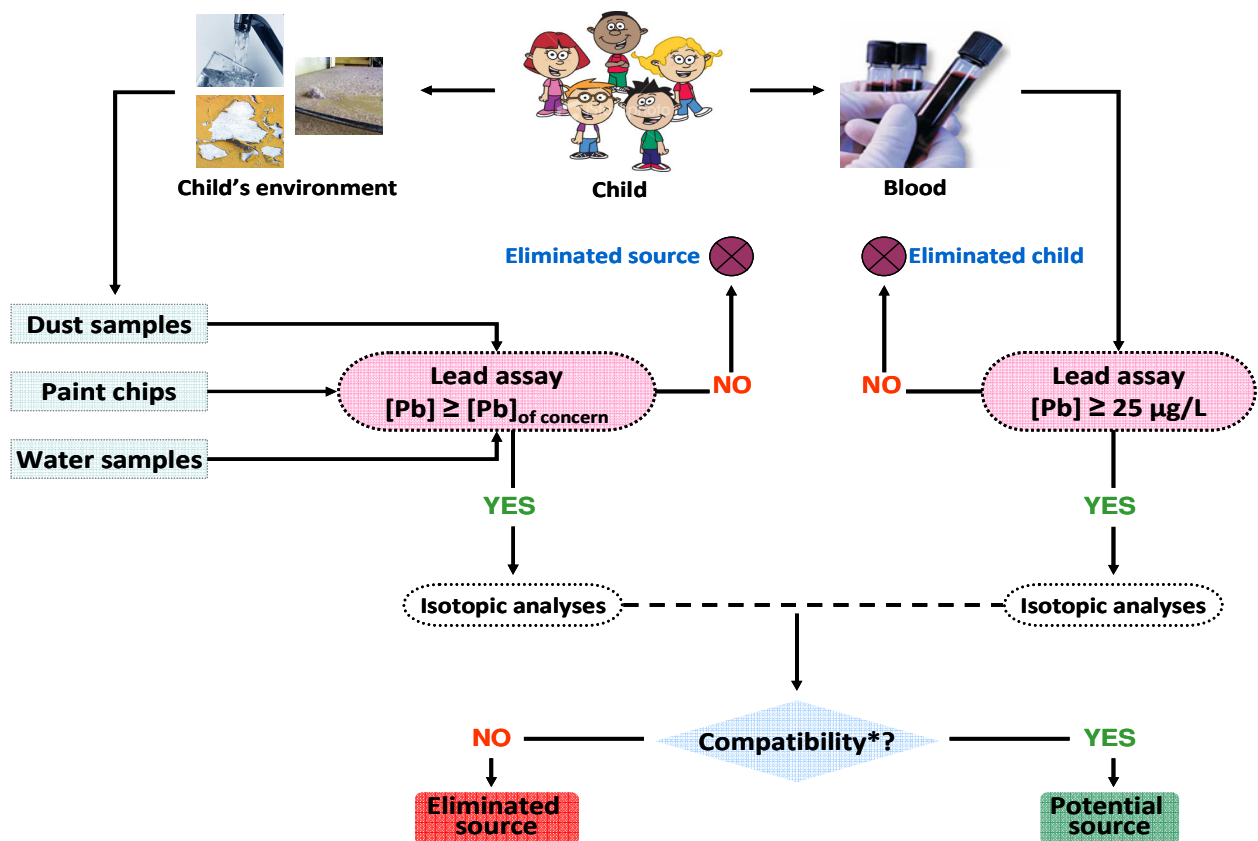 Child's environment
Child
Blood
Eliminated source
Eliminated child
Dust samples
Paint chips
Water samples
Lead assay
[Pb] ≥ [Pb]of concern
NO
NO
Lead assay
[Pb] ≥ 25 µg/L
YES
YES
Isotopic analyses
Isotopic analyses
Compatibility*?
NO
YES
Eliminated
source
Potential
source